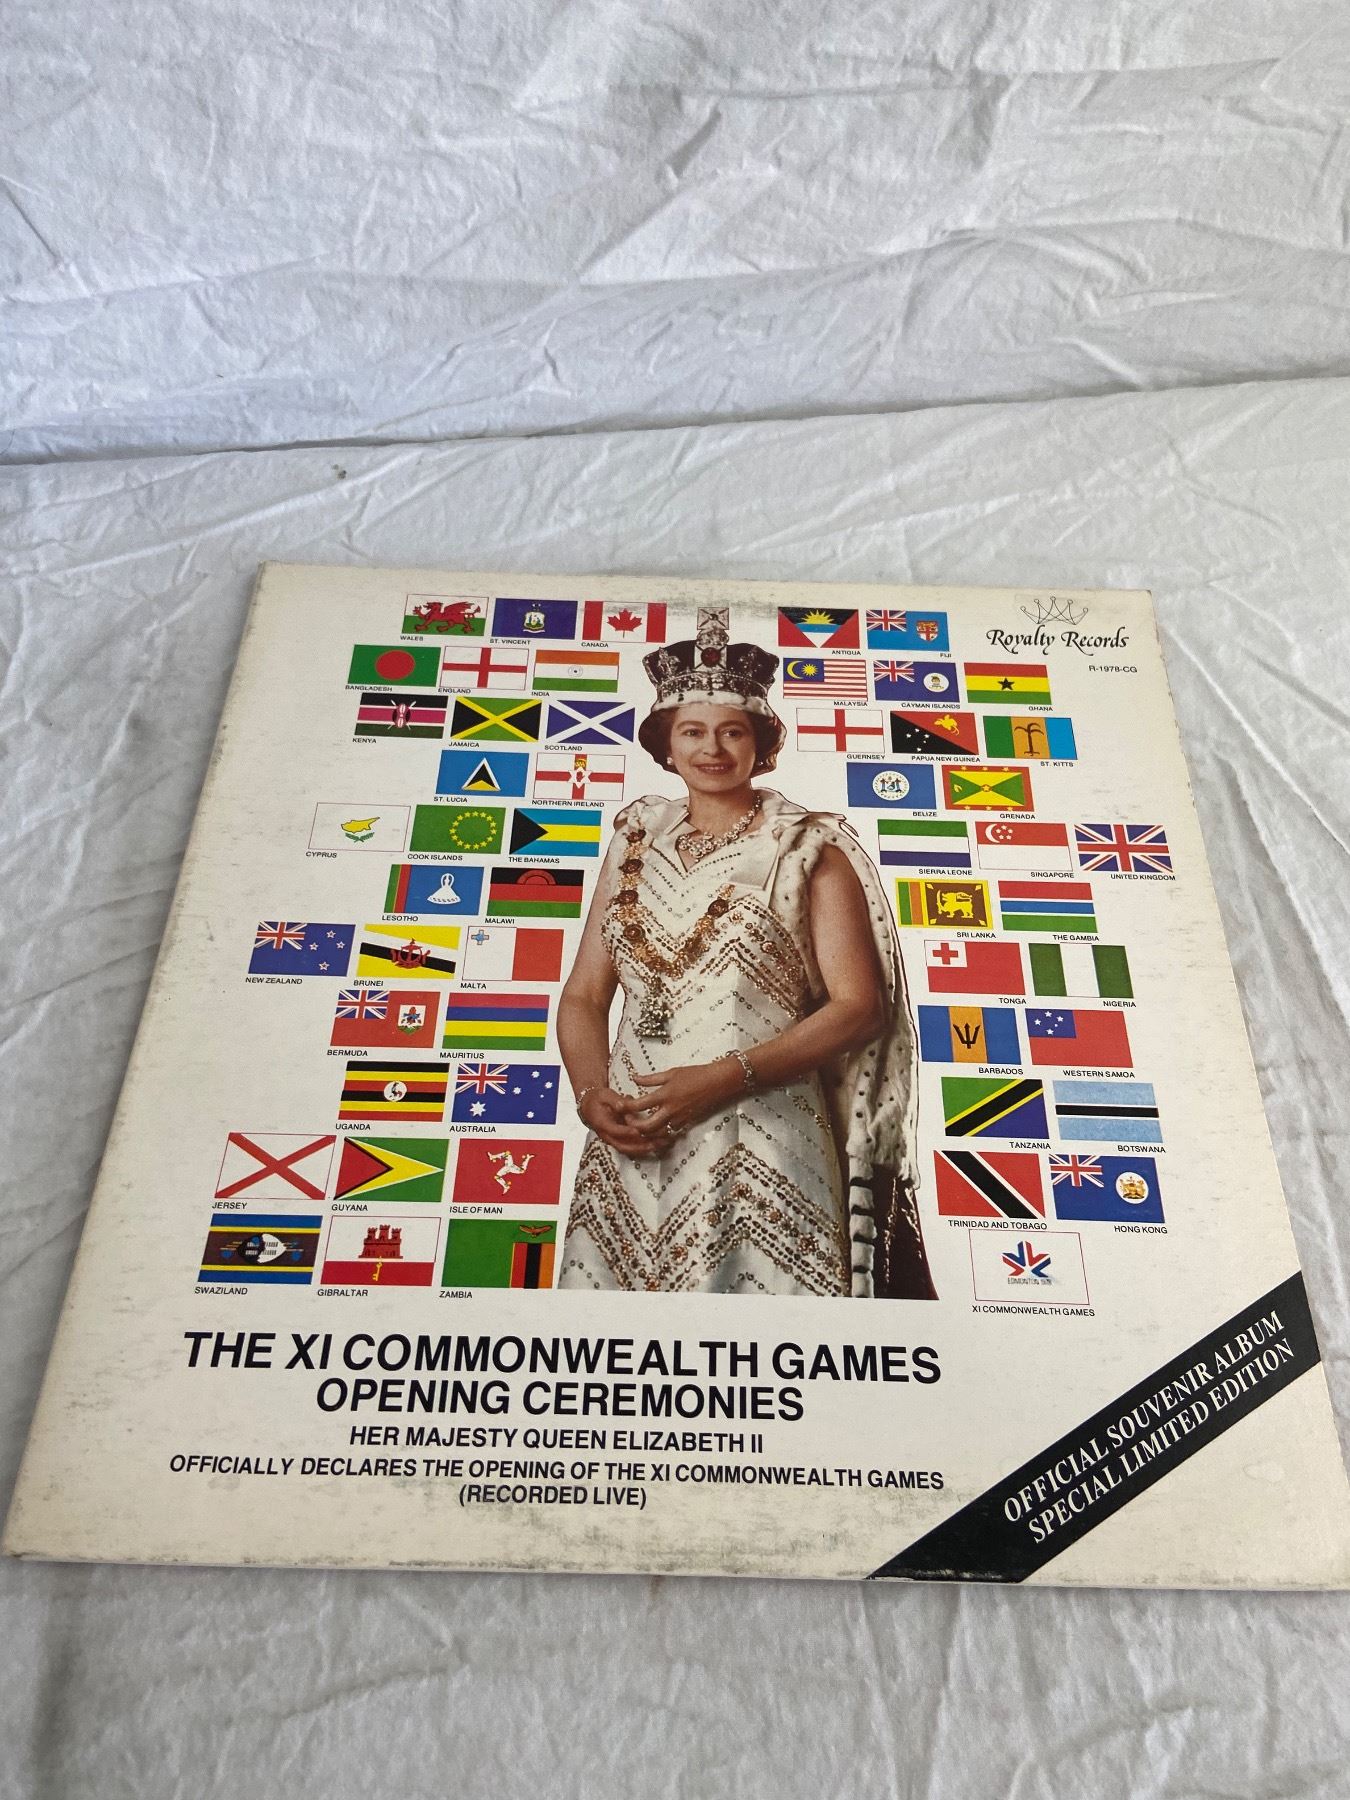 WALES ST. VINCENT CANADA ANTIGUA FIJI
Royalty Records
R-1978-CG
BANGLADESH ENGLAND INDIA MALAYSIA CAYMAN ISLANDS GHANA
KENYA JAMAICA SCOTLAND GUERNSEY PAPUA NEW GUINEA ST. KITTS
ST. LUCIA NORTHERN IRELAND BELIZE GRENADA
CYPRUS COOK ISLANDS THE BAHAMAS SIERRA LEONE SINGAPORE UNITED KINGDOM
LESOTHO MALAWI SRI LANKA THE GAMBIA
NEW ZEALAND BRUNEI MALTA TONGA NIGERIA
BERMUDA MAURITIUS BARBADOS WESTERN SAMOA
UGANDA AUSTRALIA TANZANIA BOTSWANA
JERSEY GUYANA ISLE OF MAN TRINIDAD AND TOBAGO HONG KONG
SWAZILAND GIBRALTAR ZAMBIA
EDMONTON 1978
XI COMMONWEALTH GAMES
THE XI COMMONWEALTH GAMES
OPENING CEREMONIES
HER MAJESTY QUEEN ELIZABETH II
OFFICIALLY DECLARES THE OPENING OF THE XI COMMONWEALTH GAMES
(RECORDED LIVE)
OFFICIAL SOUVENIR ALBUM
SPECIAL LIMITED EDITION